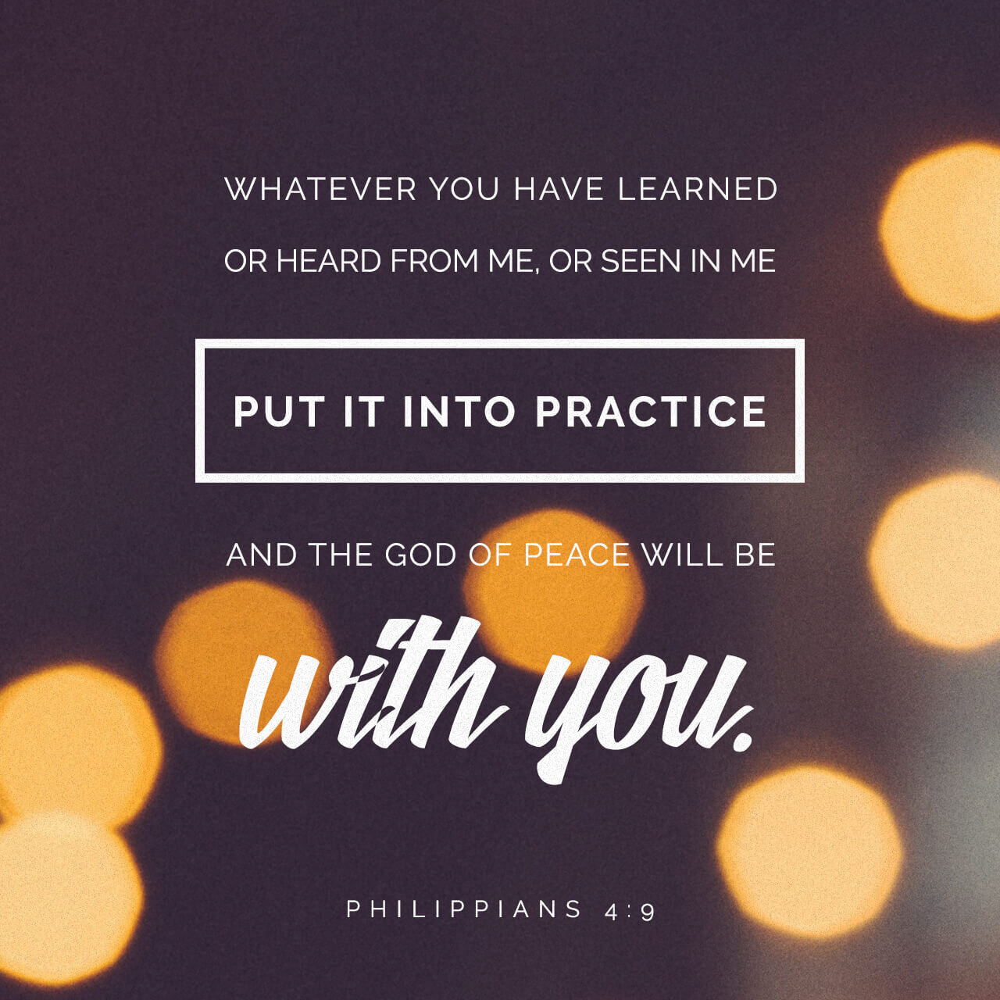 WHATEVER YOU HAVE LEARNED
OR HEARD FROM ME, OR SEEN IN ME
PUT IT INTO PRACTICE
AND THE GOD OF PEACE WILL BE
with you.
PHILIPPIANS 4:9